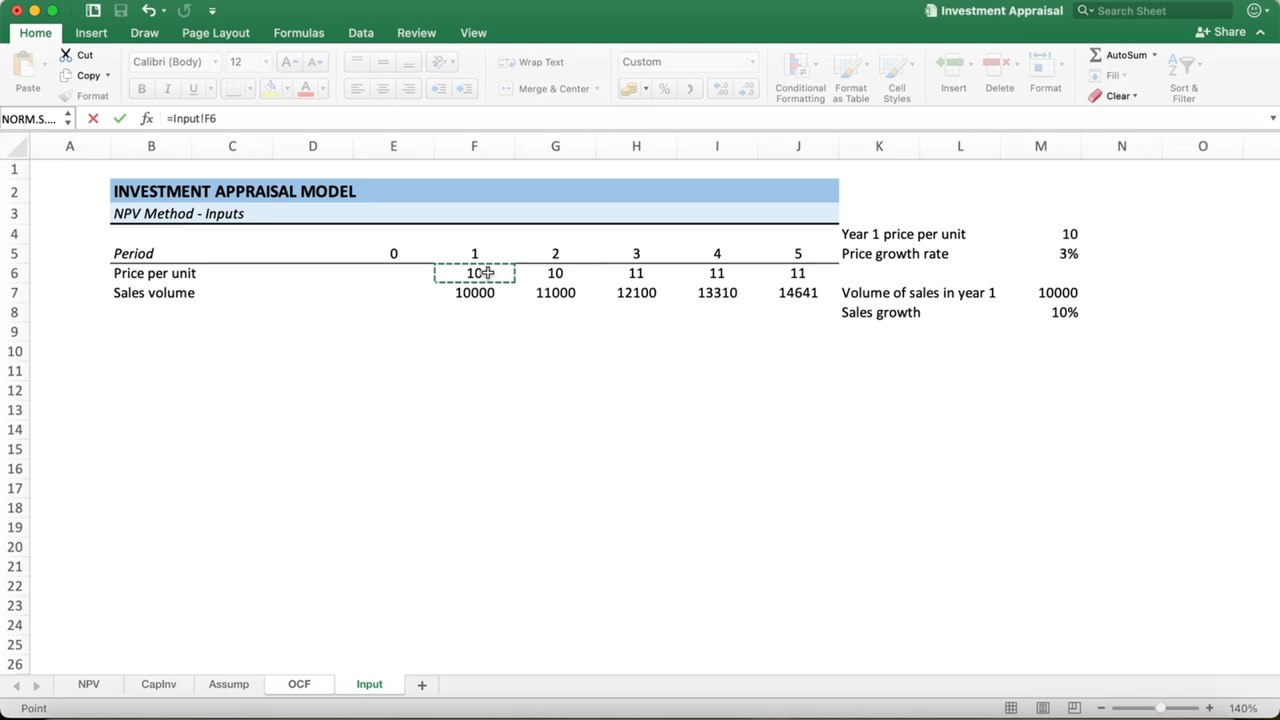 Investment Appraisal
Search Sheet
Home Insert Draw Page Layout Formulas Data Review View Share
Paste Cut Calibri (Body) 12 Wrap Text Custom AutoSum
Copy Fill
Format Merge & Center Conditional Formatting Format as Table Cell Styles Insert Delete Format Clear Sort & Filter
NORM.S.... fx =Input!F6
A B C D E F G H I J K L M N O
1
2 INVESTMENT APPRAISAL MODEL
3 NPV Method - Inputs
4 Year 1 price per unit 10
5 Period 0 1 2 3 4 5 Price growth rate 3%
6 Price per unit 10 10 11 11 11
7 Sales volume 10000 11000 12100 13310 14641 Volume of sales in year 1 10000
8 Sales growth 10%
9
10
11
12
13
14
15
16
17
18
19
20
21
22
23
24
25
26
NPV CapInv Assump OCF Input
Point 140%